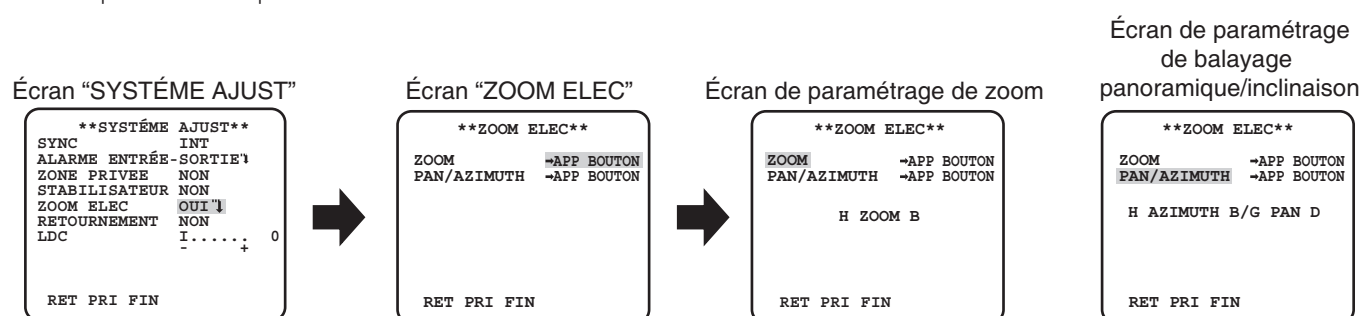 Écran “SYSTÉME AJUST”
**SYSTÉME AJUST**
SYNC INT
ALARME ENTRÉE-SORTIE
ZONE PRIVEE NON
STABILISATEUR NON
ZOOM ELEC OUI
RETOURNEMENT NON
LDC I...... 0
- +
RET PRI FIN
Écran “ZOOM ELEC”
**ZOOM ELEC**
ZOOM →APP BOUTON
PAN/AZIMUTH →APP BOUTON
RET PRI FIN
Écran de paramétrage de zoom
**ZOOM ELEC**
ZOOM →APP BOUTON
PAN/AZIMUTH →APP BOUTON
H ZOOM B
RET PRI FIN
Écran de paramétrage
de balayage
panoramique/inclinaison
**ZOOM ELEC**
ZOOM →APP BOUTON
PAN/AZIMUTH →APP BOUTON
H AZIMUTH B/G PAN D
RET PRI FIN